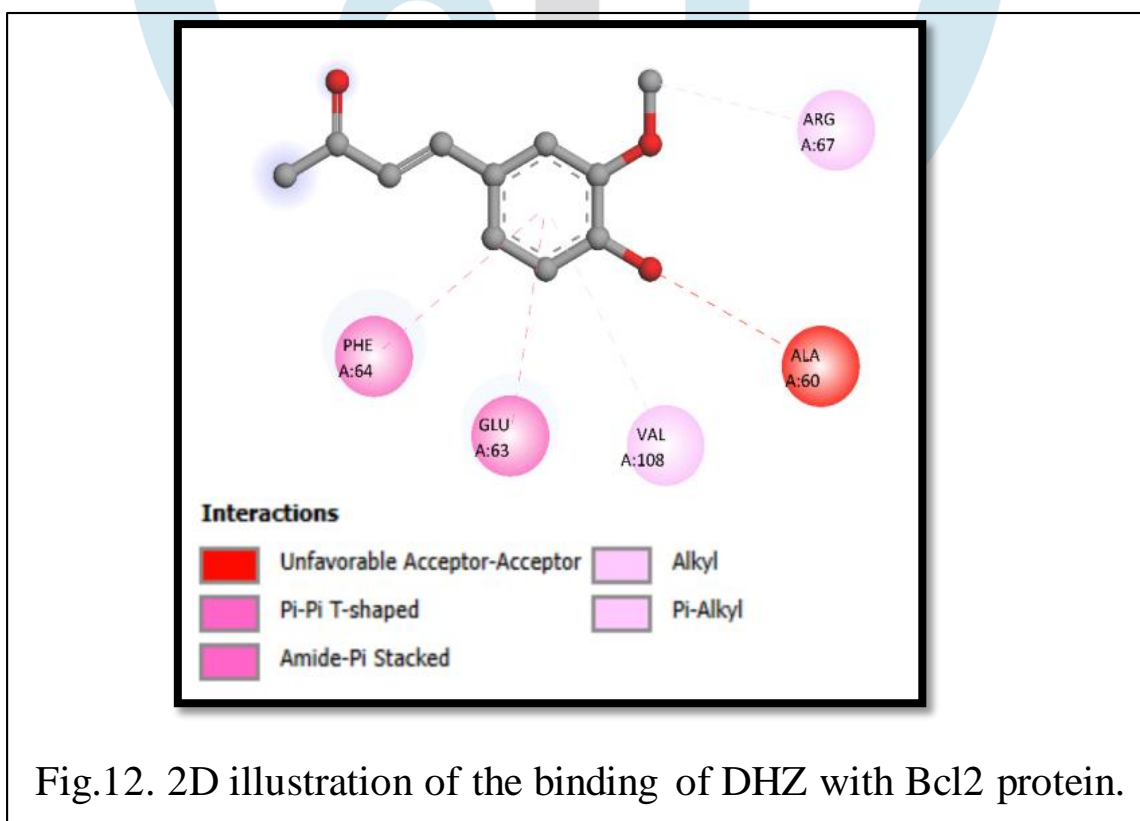 ARG
A:67
PHE
A:64
ALA
A:60
GLU
A:63
VAL
A:108
Interactions
Unfavorable Acceptor-Acceptor
Alkyl
Pi-Pi T-shaped
Pi-Alkyl
Amide-Pi Stacked
Fig.12. 2D illustration of the binding of DHZ with Bcl2 protein.